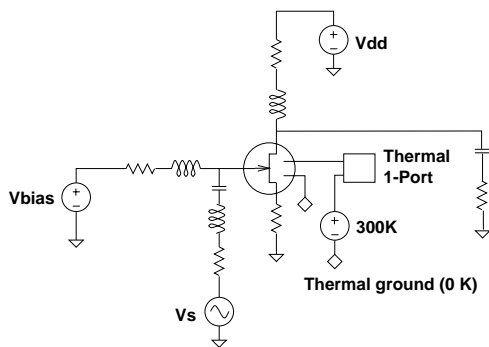 Vdd
Thermal
1-Port
Vbias
300K
Thermal ground (0 K)
Vs